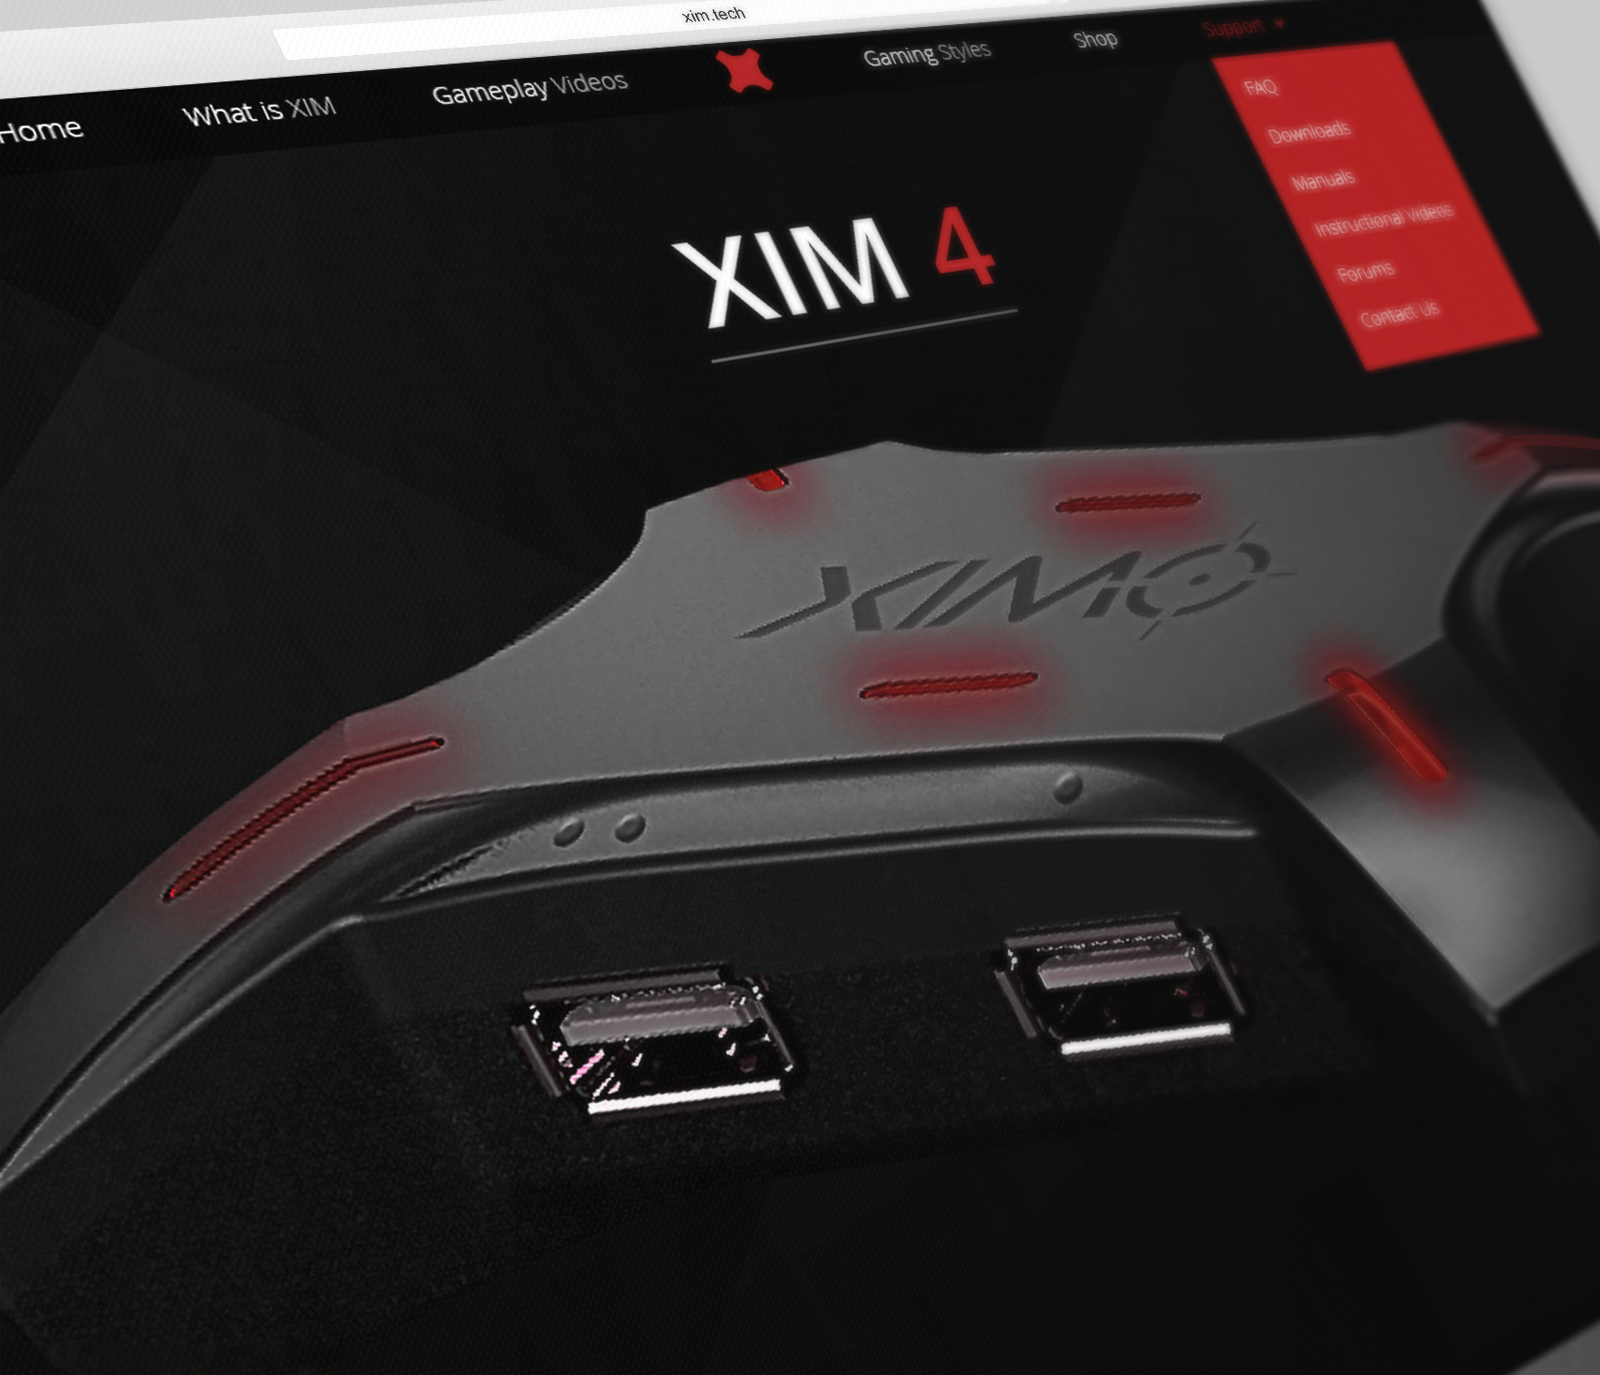 xim.tech
Home
What is XIM
Gameplay Videos
Gaming Styles
Shop
Support
FAQ
Downloads
Manuals
Instructional Videos
Forums
Contact Us
XIM 4
XIM